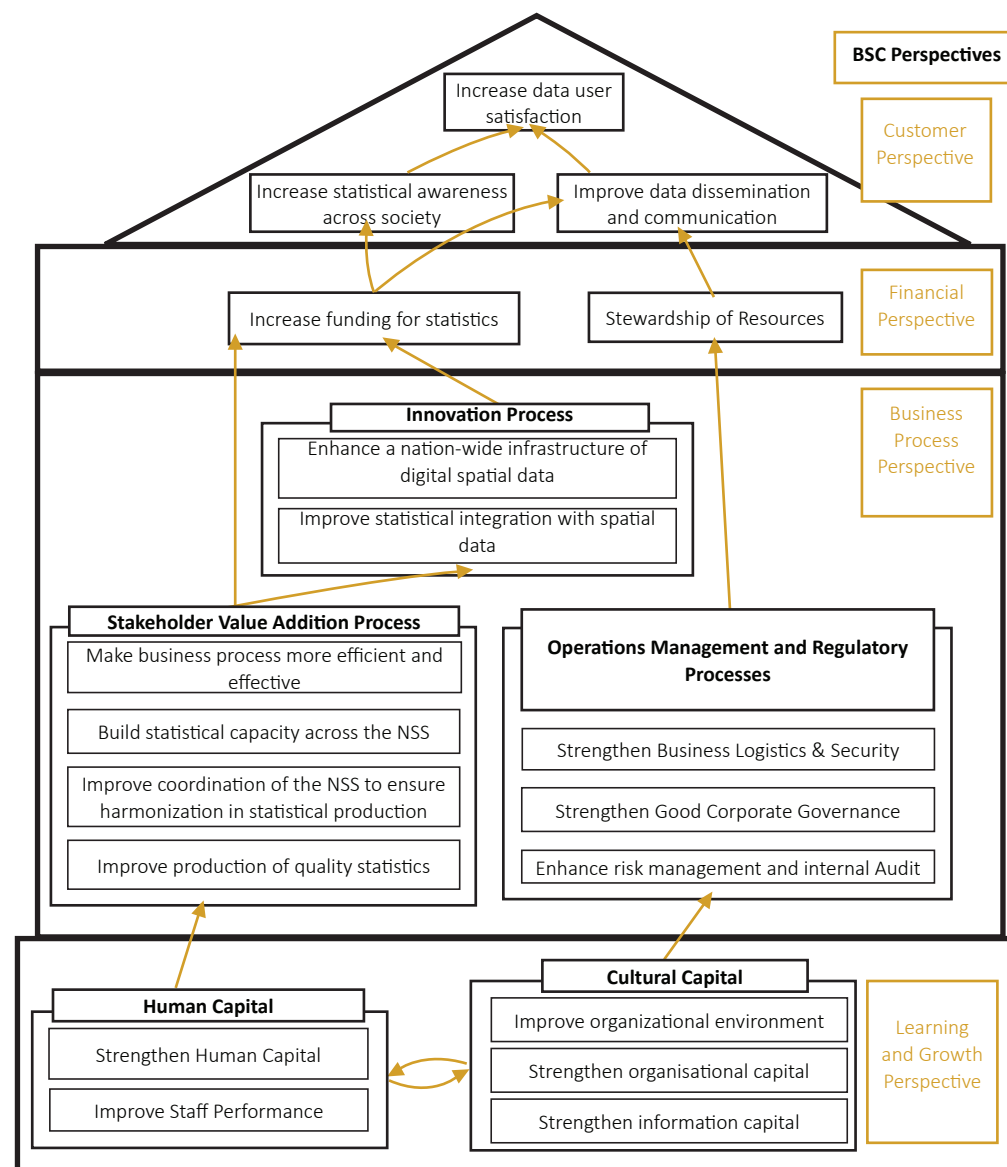 BSC Perspectives
Increase data user
satisfaction
Customer
Perspective
Increase statistical awareness
across society
Improve data dissemination
and communication
Increase funding for statistics
Stewardship of Resources
Financial
Perspective
Business
Process
Perspective
Innovation Process
Enhance a nation-wide infrastructure of
digital spatial data
Improve statistical integration with spatial
data
Stakeholder Value Addition Process
Make business process more efficient and
effective
Build statistical capacity across the NSS
Improve coordination of the NSS to ensure
harmonization in statistical production
Improve production of quality statistics
Operations Management and Regulatory
Processes
Strengthen Business Logistics & Security
Strengthen Good Corporate Governance
Enhance risk management and internal Audit
Human Capital
Strengthen Human Capital
Improve Staff Performance
Cultural Capital
Improve organizational environment
Strengthen organisational capital
Strengthen information capital
Learning
and Growth
Perspective